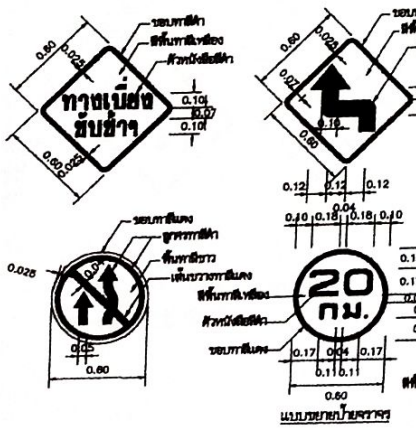 ขอบทาสีดำ
สีพื้นทาสีเหลือง
ตัวหนังสือสีดำ
0.60
0.025
ทางเบี่ยง
ขับช้าๆ
0.10
0.07
0.10
0.60
0.025
0.60
0.025
0.07
0.10
0.60
0.12
0.12
0.12
ขอบทาสีแดง
ลูกศรทาสีดำ
พื้นทาสีขาว
เส้นขวางทาสีแดง
0.025
0.04
0.05
0.60
0.04
0.10
0.18
0.18
0.10
20
กม.
สีพื้นทาสีเหลือง
ตัวหนังสือสีดำ
ขอบทาสีแดง
0.17
0.04
0.17
0.11
0.11
0.60
แบบขยายป้ายจราจร